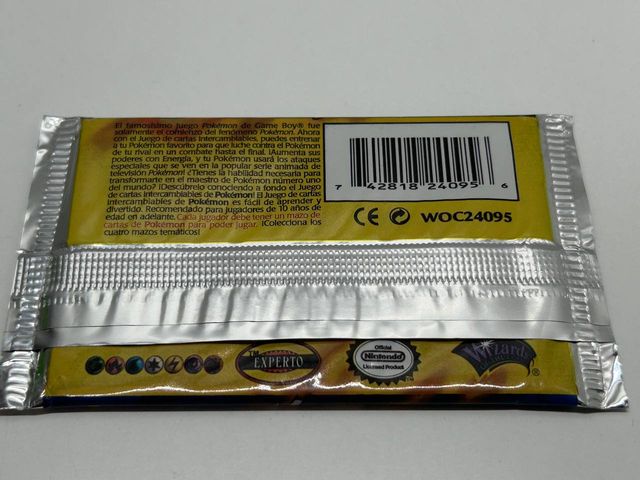 El famosísimo juego Pokémon de Game Boy® fue
solamente el comienzo del fenómeno Pokémon. Ahora
con el Juego de cartas intercambiables, puedes entrenar
a tu Pokémon favorito para que luche contra el Pokémon
de tu rival en un combate hasta el final. ¡Aumenta sus
poderes con Energía, y tu Pokémon usará los ataques
especiales que se ven en la popular serie animada de
televisión Pokémon! ¿Tienes la habilidad necesaria para
transformarte en el maestro de Pokémon número uno
del mundo? ¡Descúbrelo conociendo a fondo el Juego
de cartas intercambiables de Pokémon! El Juego de cartas
intercambiables de Pokémon es fácil de aprender y
divertido. Recomendado para jugadores de 10 años de
edad en adelante. Cada jugador debe tener un mazo de
cartas de Pokémon para poder jugar. ¡Colecciona los
cuatro mazos temáticos!
7 42818 24095 6
CE WOC24095
™ EXPERTO
Official
Nintendo
Licensed Product
™
Wizards
®